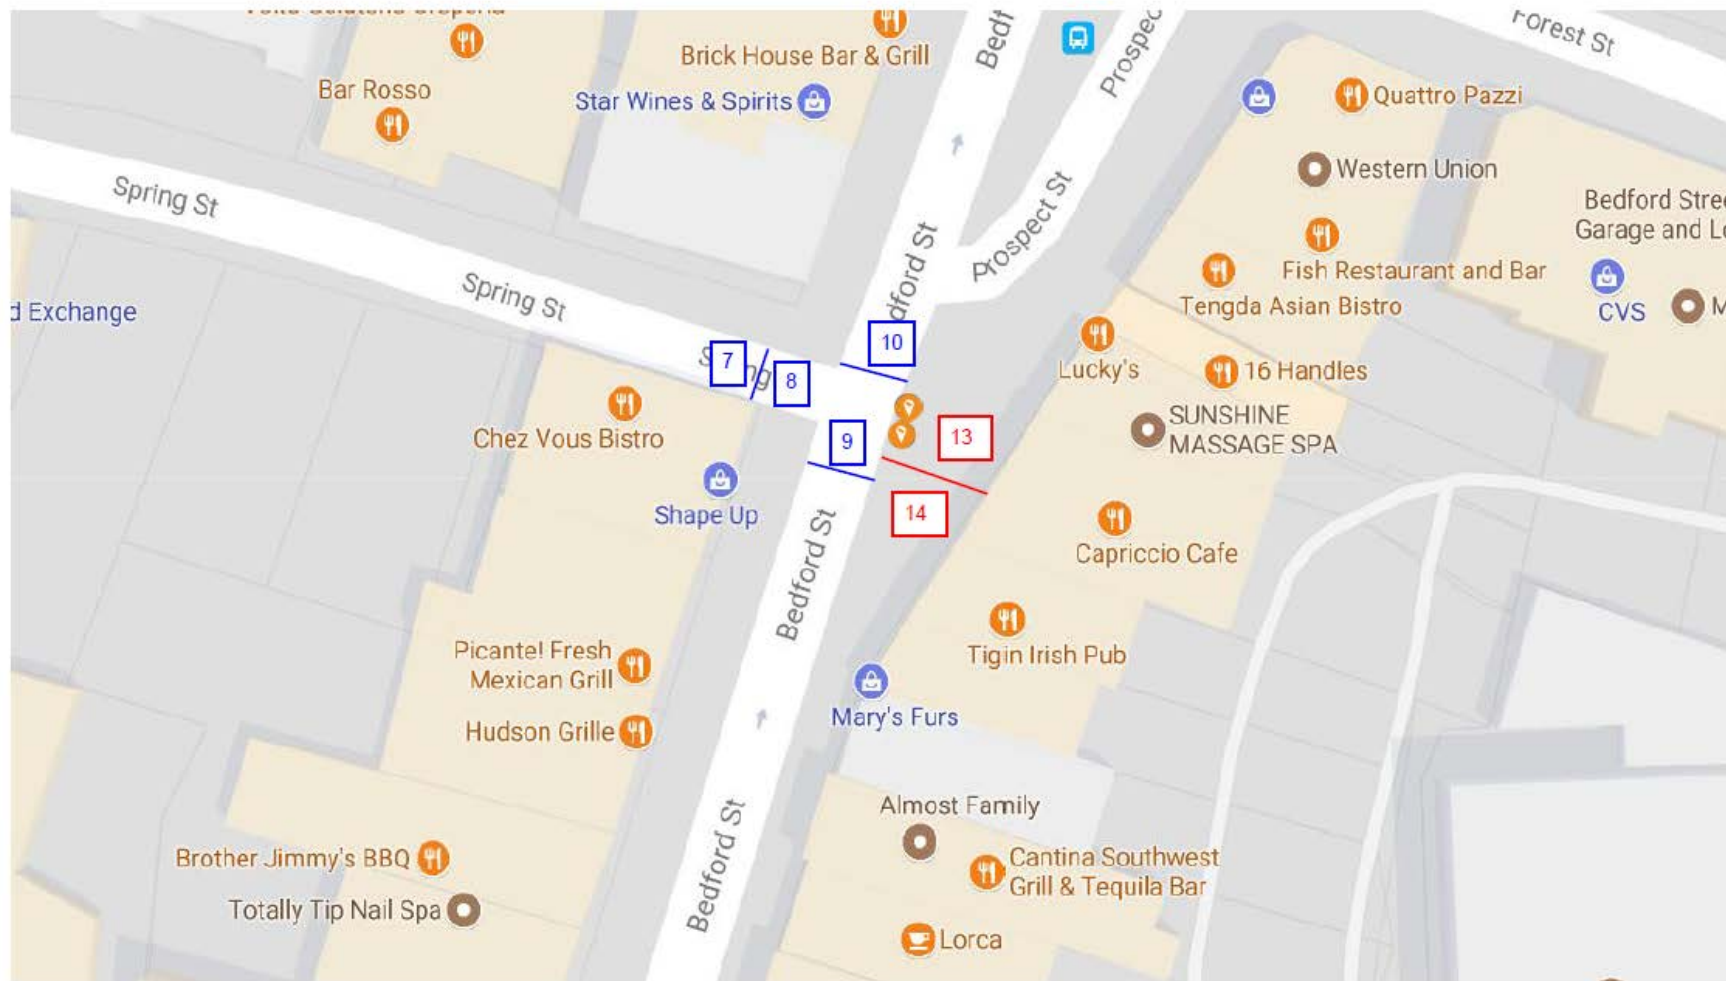 Bar Rosso
Brick House Bar & Grill
Star Wines & Spirits
Bedf
Prospec
Forest St
Quattro Pazzi
Western Union
Bedford Stre
Garage and Lo
Spring St
Spring St
dford St
Prospect St
Fish Restaurant and Bar
Tengda Asian Bistro
CVS
M
d Exchange
7
8
10
Lucky's
16 Handles
SUNSHINE
MASSAGE SPA
Chez Vous Bistro
9
13
14
Shape Up
Bedford St
Capriccio Cafe
Picante! Fresh
Mexican Grill
Tigin Irish Pub
Hudson Grille
Mary's Furs
Almost Family
Bedford St
Brother Jimmy's BBQ
Cantina Southwest
Grill & Tequila Bar
Totally Tip Nail Spa
Lorca